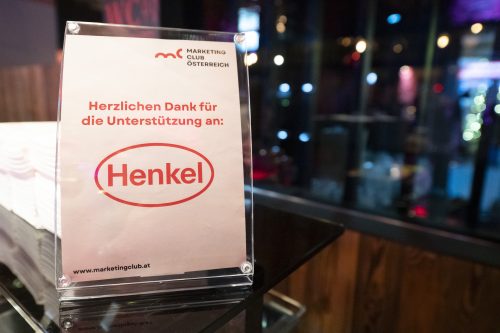 MARKETING
CLUB
ÖSTERREICH
Herzlichen Dank für
die Unterstützung an:
Henkel
www.marketingclub.at